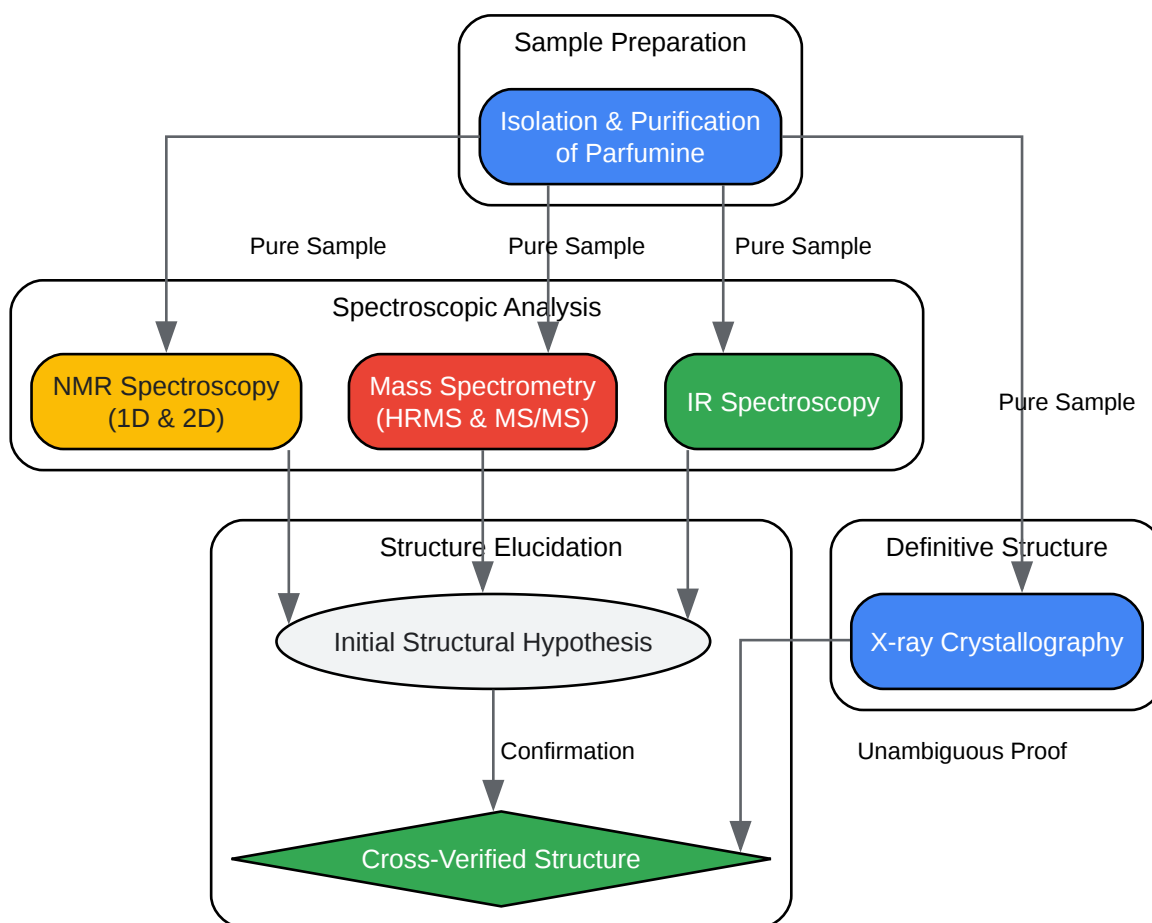 Sample Preparation
Isolation & Purification
of Parfumine
Pure Sample
Pure Sample
Pure Sample
Spectroscopic Analysis
NMR Spectroscopy
(1D & 2D)
Mass Spectrometry
(HRMS & MS/MS)
IR Spectroscopy
Pure Sample
Structure Elucidation
Definitive Structure
Initial Structural Hypothesis
X-ray Crystallography
Confirmation
Unambiguous Proof
Cross-Verified Structure